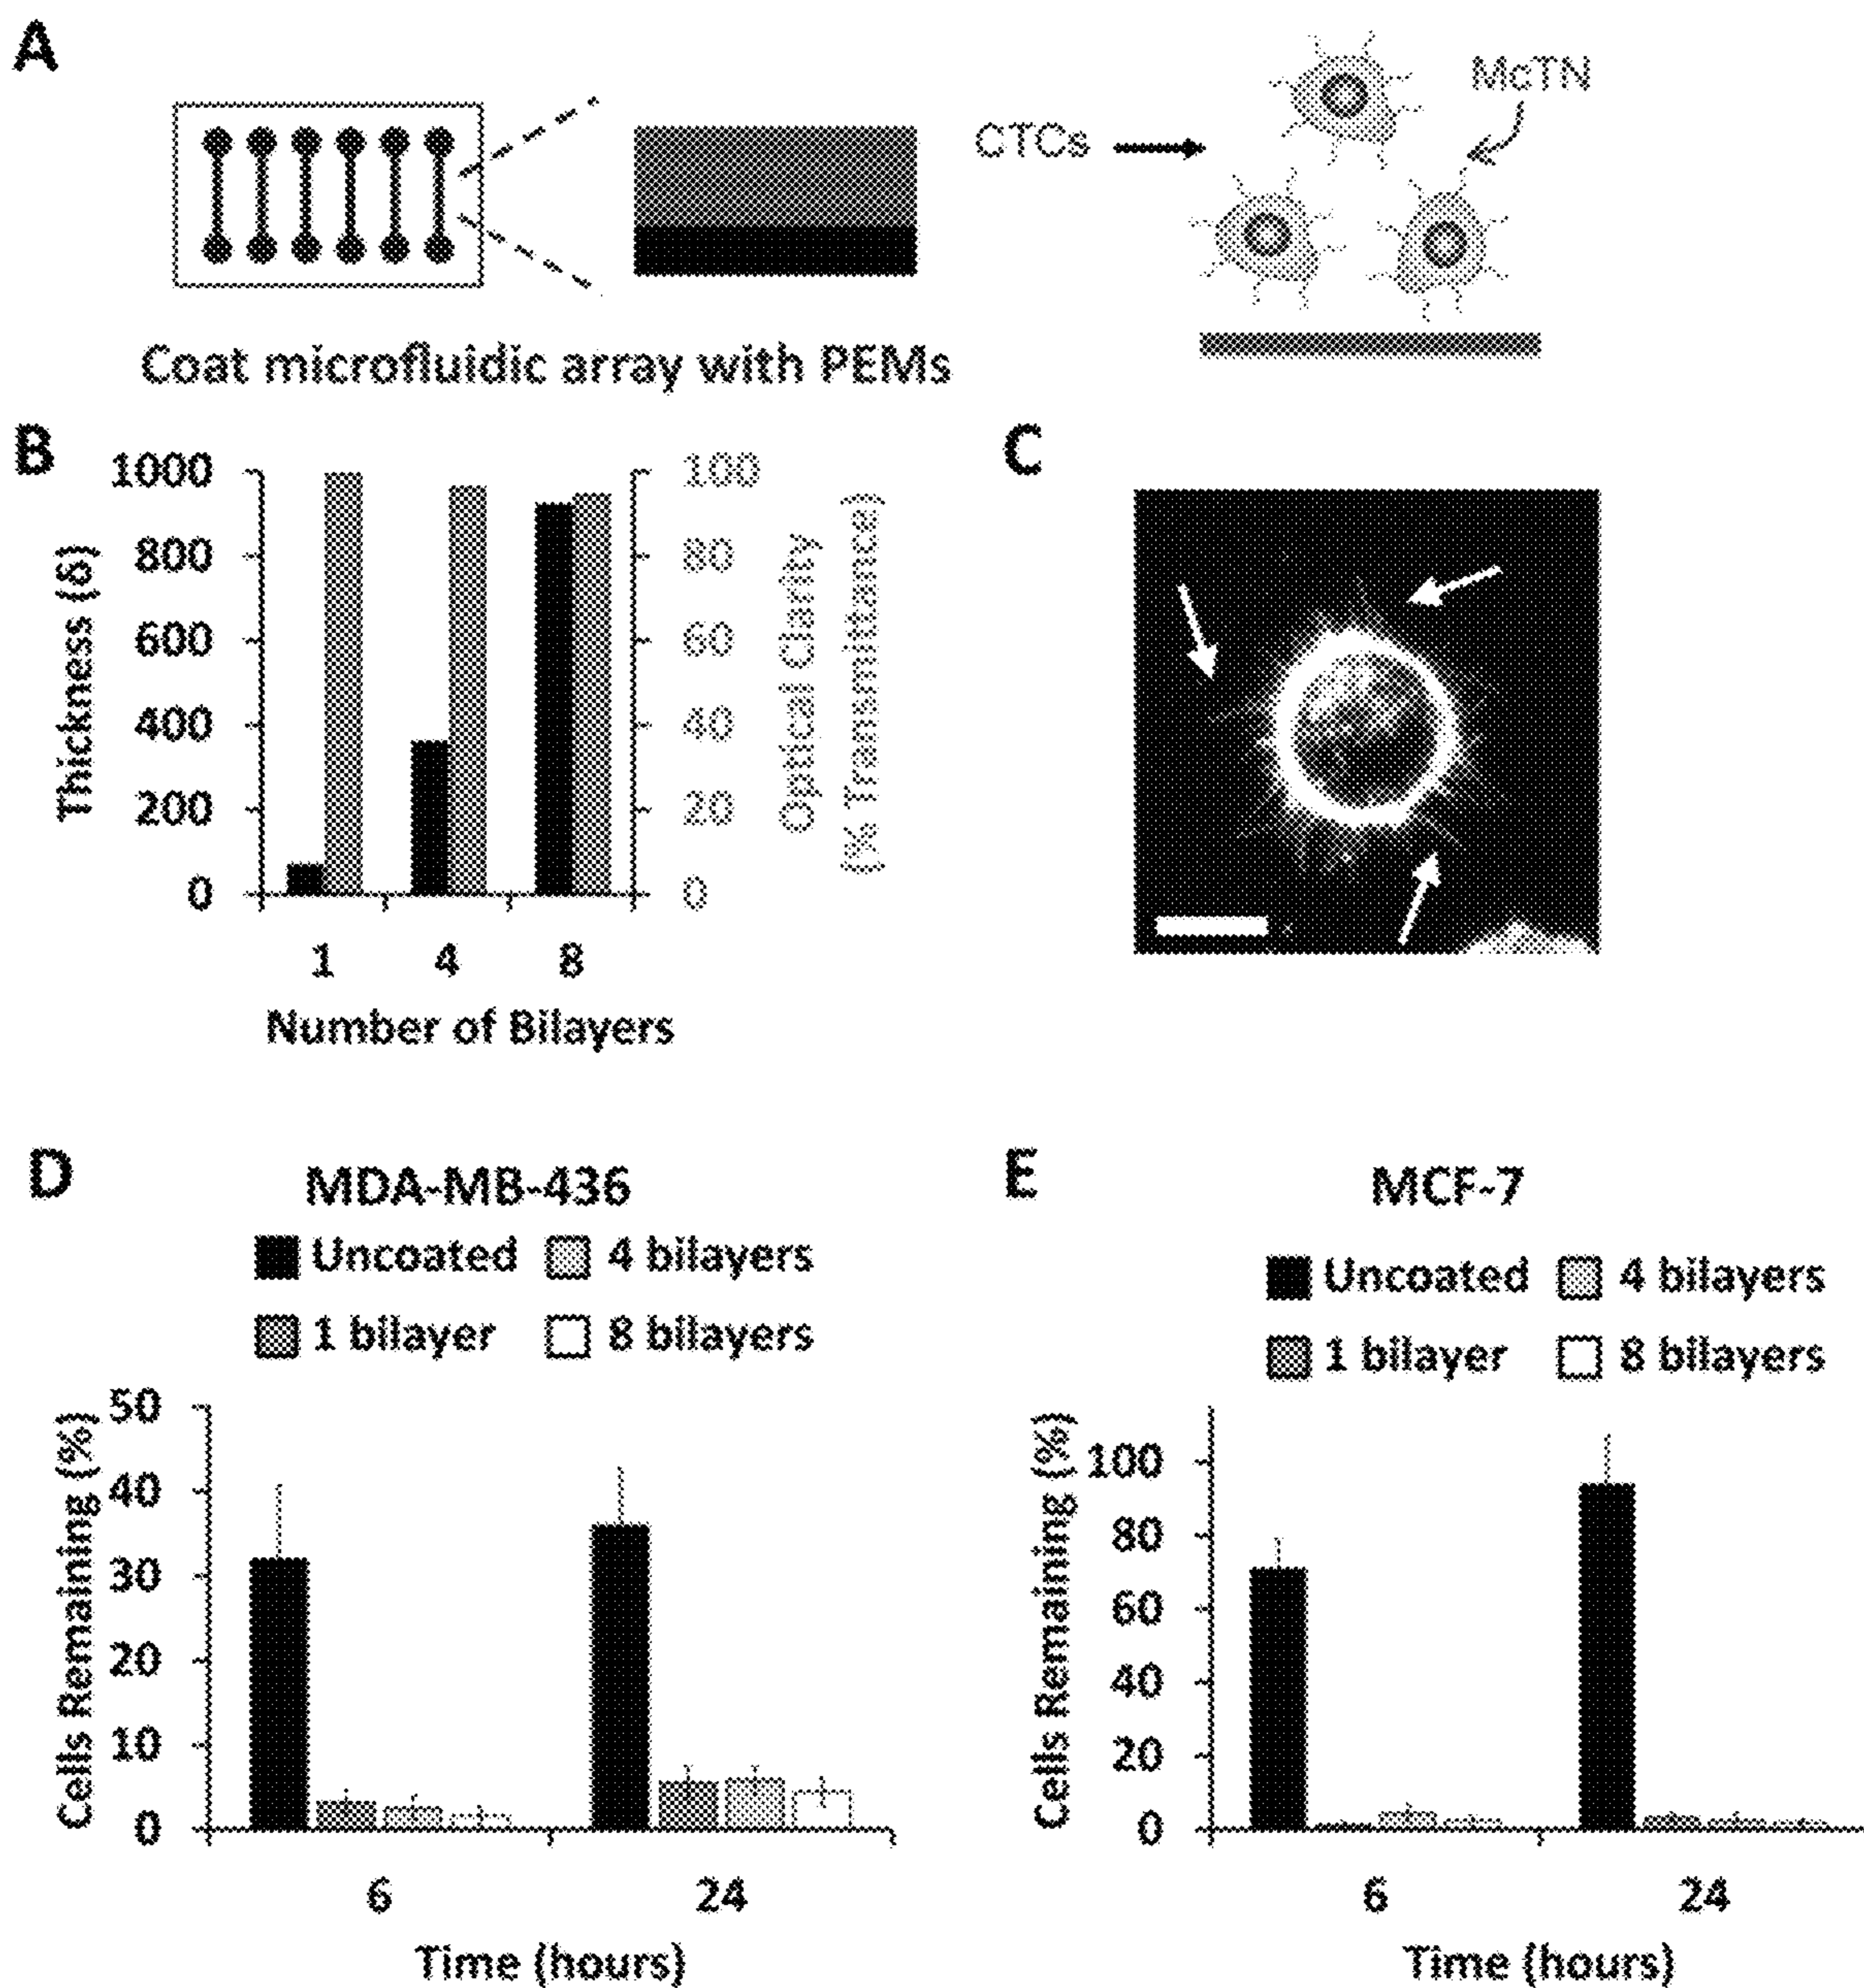 A
CTCs
McTN
Coat microfluidic array with PEMs
B
1000
800
600
400
200
0
Thickness (δ)
100
80
60
40
20
0
Optical Clarity
(% Transmittance)
1 4 8
Number of Bilayers
C
D
MDA-MB-436
Uncoated 4 bilayers
1 bilayer 8 bilayers
50
40
30
20
10
0
Cells Remaining (%)
6 24
Time (hours)
E
MCF-7
Uncoated 4 bilayers
1 bilayer 8 bilayers
100
80
60
40
20
0
Cells Remaining (%)
6 24
Time (hours)